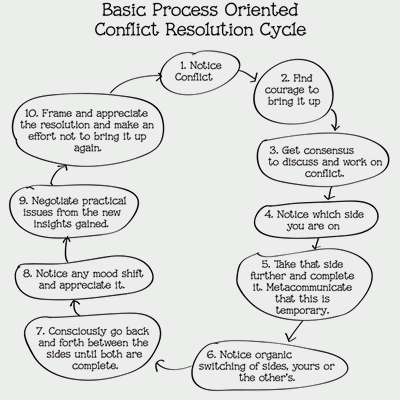 Basic Process Oriented
Conflict Resolution Cycle
1. Notice
Conflict
2. Find
courage to
bring it up
3. Get consensus
to discuss and work on
conflict.
4. Notice which side
you are on
5. Take that side
further and complete
it. Metacommunicate
that this is
temporary.
6. Notice organic
switching of sides, yours or
the other's.
7. Consciously go back
and forth between the
sides until both are
complete.
8. Notice any mood shift
and appreciate it.
9. Negotiate practical
issues from the new
insights gained.
10. Frame and appreciate
the resolution and make an
effort not to bring it up
again.